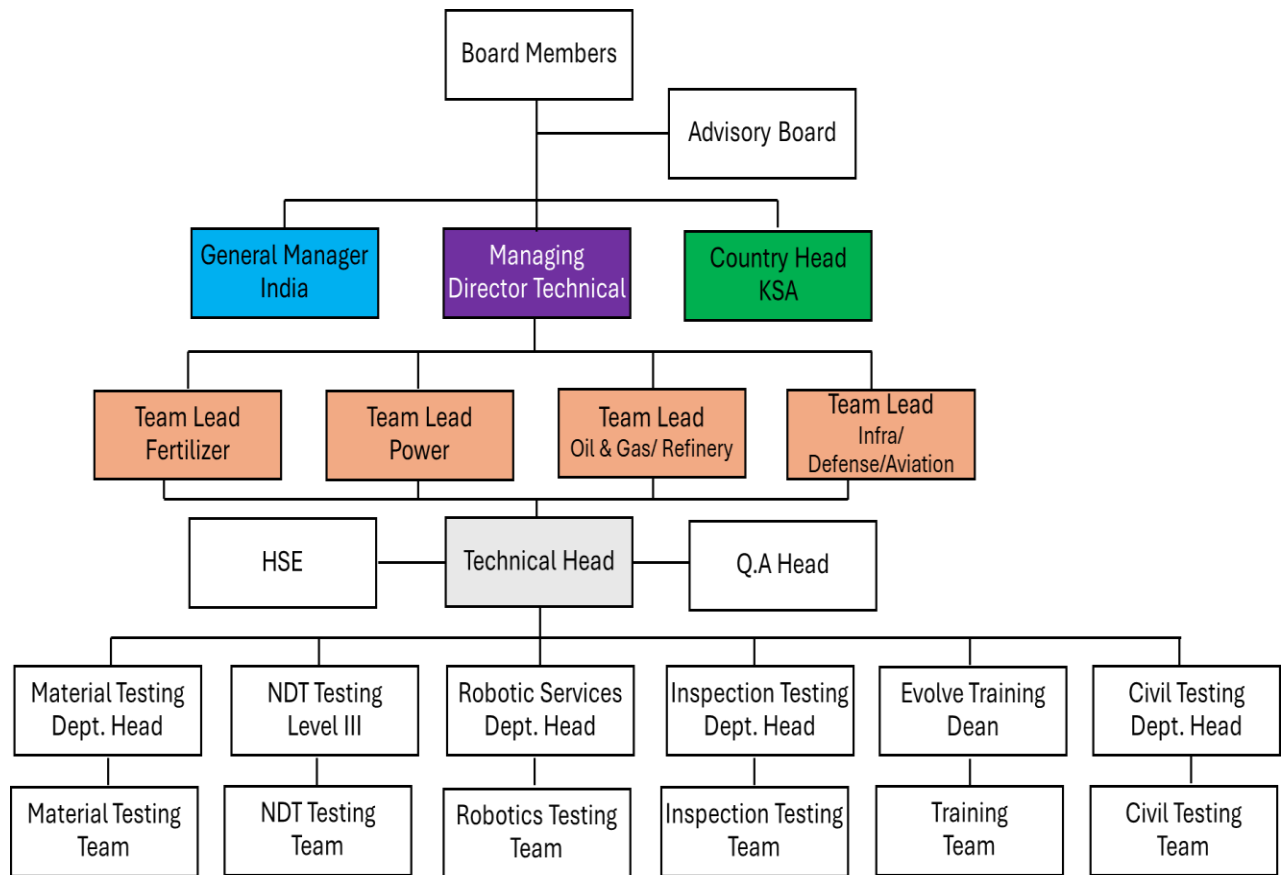 Board Members
Advisory Board
General Manager
India
Managing
Director Technical
Country Head
KSA
Team Lead
Fertilizer
Team Lead
Power
Team Lead
Oil & Gas/ Refinery
Team Lead
Infra/
Defense/Aviation
HSE
Technical Head
Q.A Head
Material Testing
Dept. Head
NDT Testing
Level III
Robotic Services
Dept. Head
Inspection Testing
Dept. Head
Evolve Training
Dean
Civil Testing
Dept. Head
Material Testing
Team
NDT Testing
Team
Robotics Testing
Team
Inspection Testing
Team
Training
Team
Civil Testing
Team